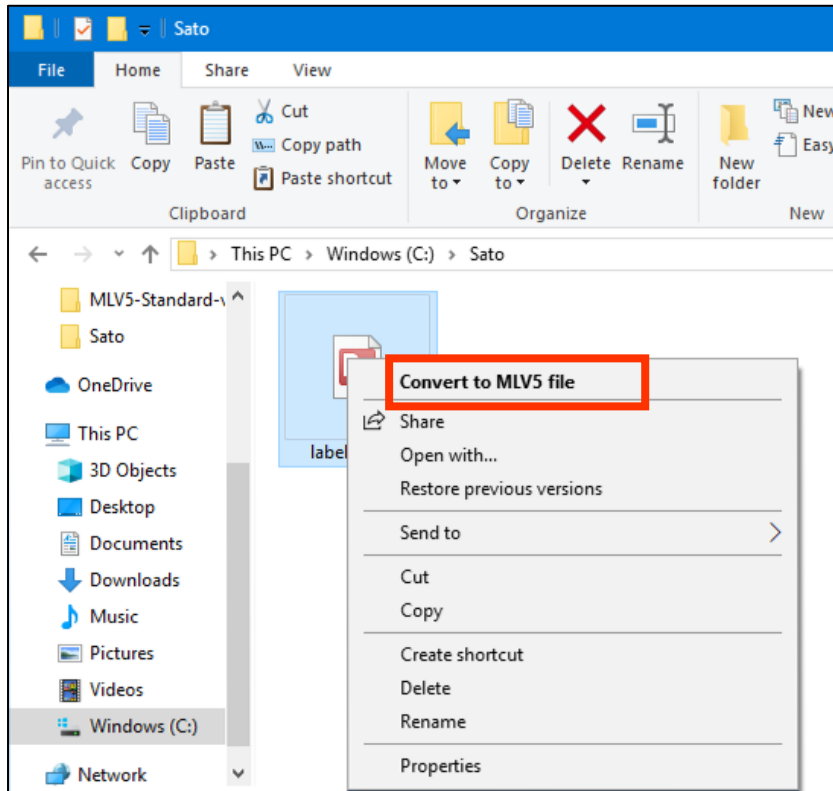 Sato
File Home Share View
Pin to Quick access
Copy
Paste
Cut
Copy path
Paste shortcut
Clipboard
Move to
Copy to
Delete
Rename
Organize
New folder
New
Easy
New
This PC > Windows (C:) > Sato
MLV5-Standard-v
Sato
OneDrive
This PC
3D Objects
Desktop
Documents
Downloads
Music
Pictures
Videos
Windows (C:)
Network
label
Convert to MLV5 file
Share
Open with...
Restore previous versions
Send to
Cut
Copy
Create shortcut
Delete
Rename
Properties